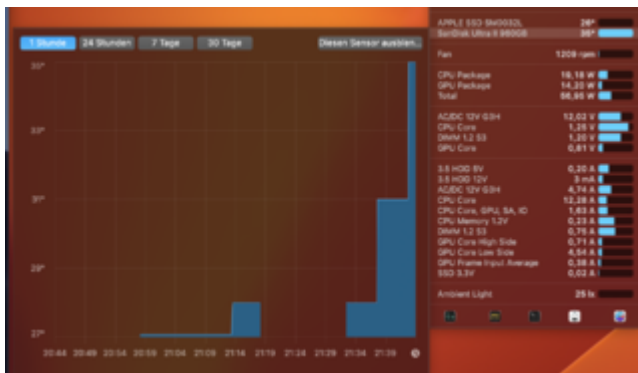 1 Stunde 24 Stunden 7 Tage 30 Tage Diesen Sensor ausblen...
35°
33°
31°
29°
27°
20:44 20:49 20:54 20:59 21:04 21:09 21:14 21:19 21:24 21:29 21:34 21:39
APPLE SSD SM0032L 26°
SanDisk Ultra II 960GB 35°
Fan 1209 rpm
CPU Package 19,18 W
GPU Package 14,20 W
Total 56,95 W
AC/DC 12V G3H 12,02 V
CPU Core 1,25 V
DIMM 1.2 S3 1,20 V
GPU Core 0,81 V
3.5 HDD 5V 0,20 A
3.5 HDD 12V 3 mA
AC/DC 12V G3H 4,74 A
CPU Core 12,28 A
CPU Core, GPU, SA, IO 1,63 A
CPU Memory 1.2V 0,23 A
DIMM 1.2 S3 0,75 A
GPU Core High Side 0,71 A
GPU Core Low Side 4,54 A
GPU Frame Input Average 0,38 A
SSD 3.3V 0,02 A
Ambient Light 25 lx